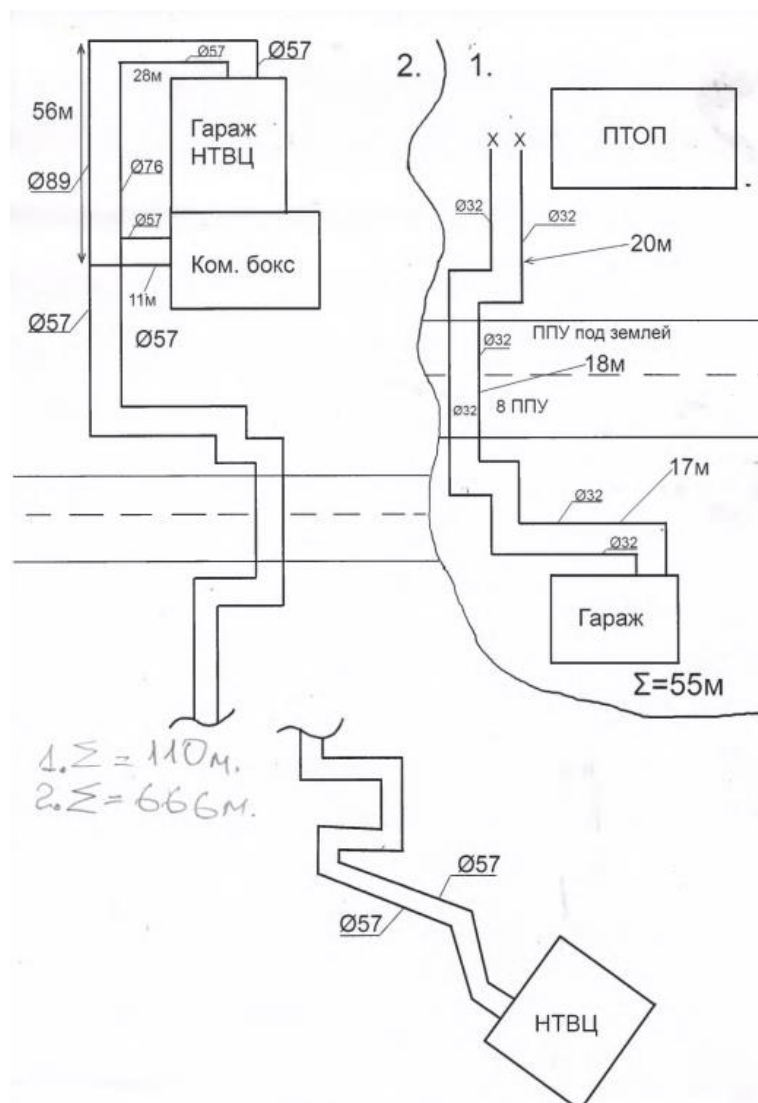 Ø57
Ø57
28м
56м
Гараж
НТВЦ
Ø89
Ø76
Ø57
Ком. бокс
11м
Ø57
Ø57
2.
1.
ПТОП
X X
Ø32
Ø32
20м
ППУ под землей
Ø32
18м
Ø32
8 ППУ
17м
Ø32
Ø32
Гараж
Σ=55м
1.Σ = 110м.
2.Σ = 666м.
Ø57
Ø57
НТВЦ